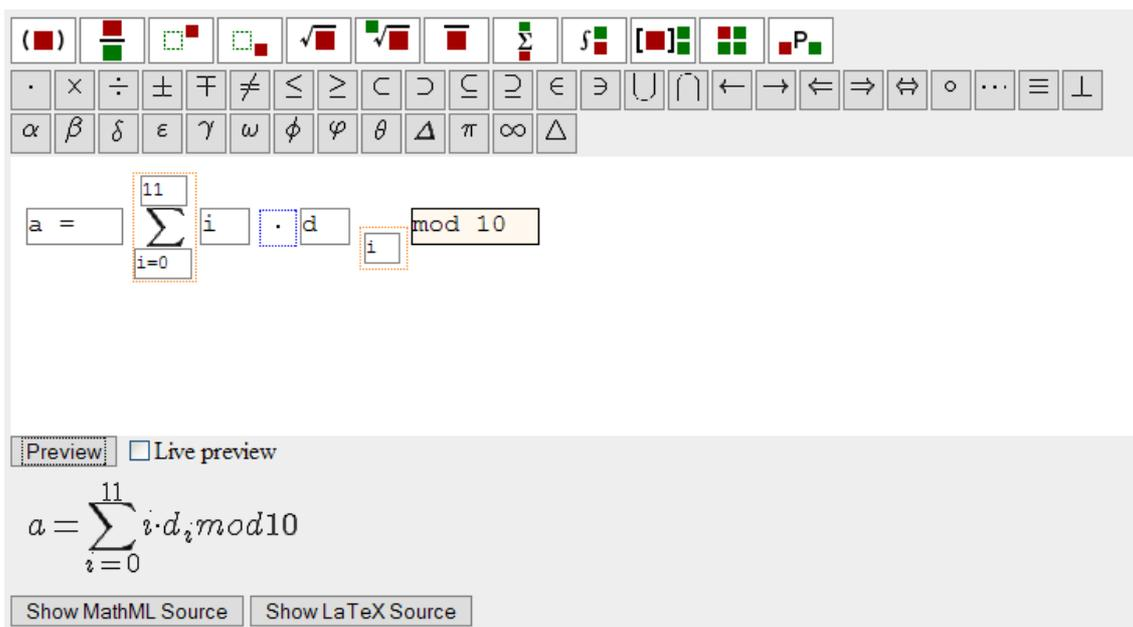 (■) √■ √■ Σ ∫ [■] P
· × ÷ ± ∓ ≠ ≤ ≥ ⊂ ⊃ ⊆ ⊇ ∈ ∋ ⋃ ⋂ ← → ⇐ ⇒ ⇔ ∘ ⋯ ≡ ⊥
α β δ ε γ ω ϕ φ θ Δ π ∞ △
11
a = ∑ i · d i mod 10
i=0
Preview Live preview
11
a = ∑ i·d_i mod10
i = 0
Show MathML Source Show LaTeX Source